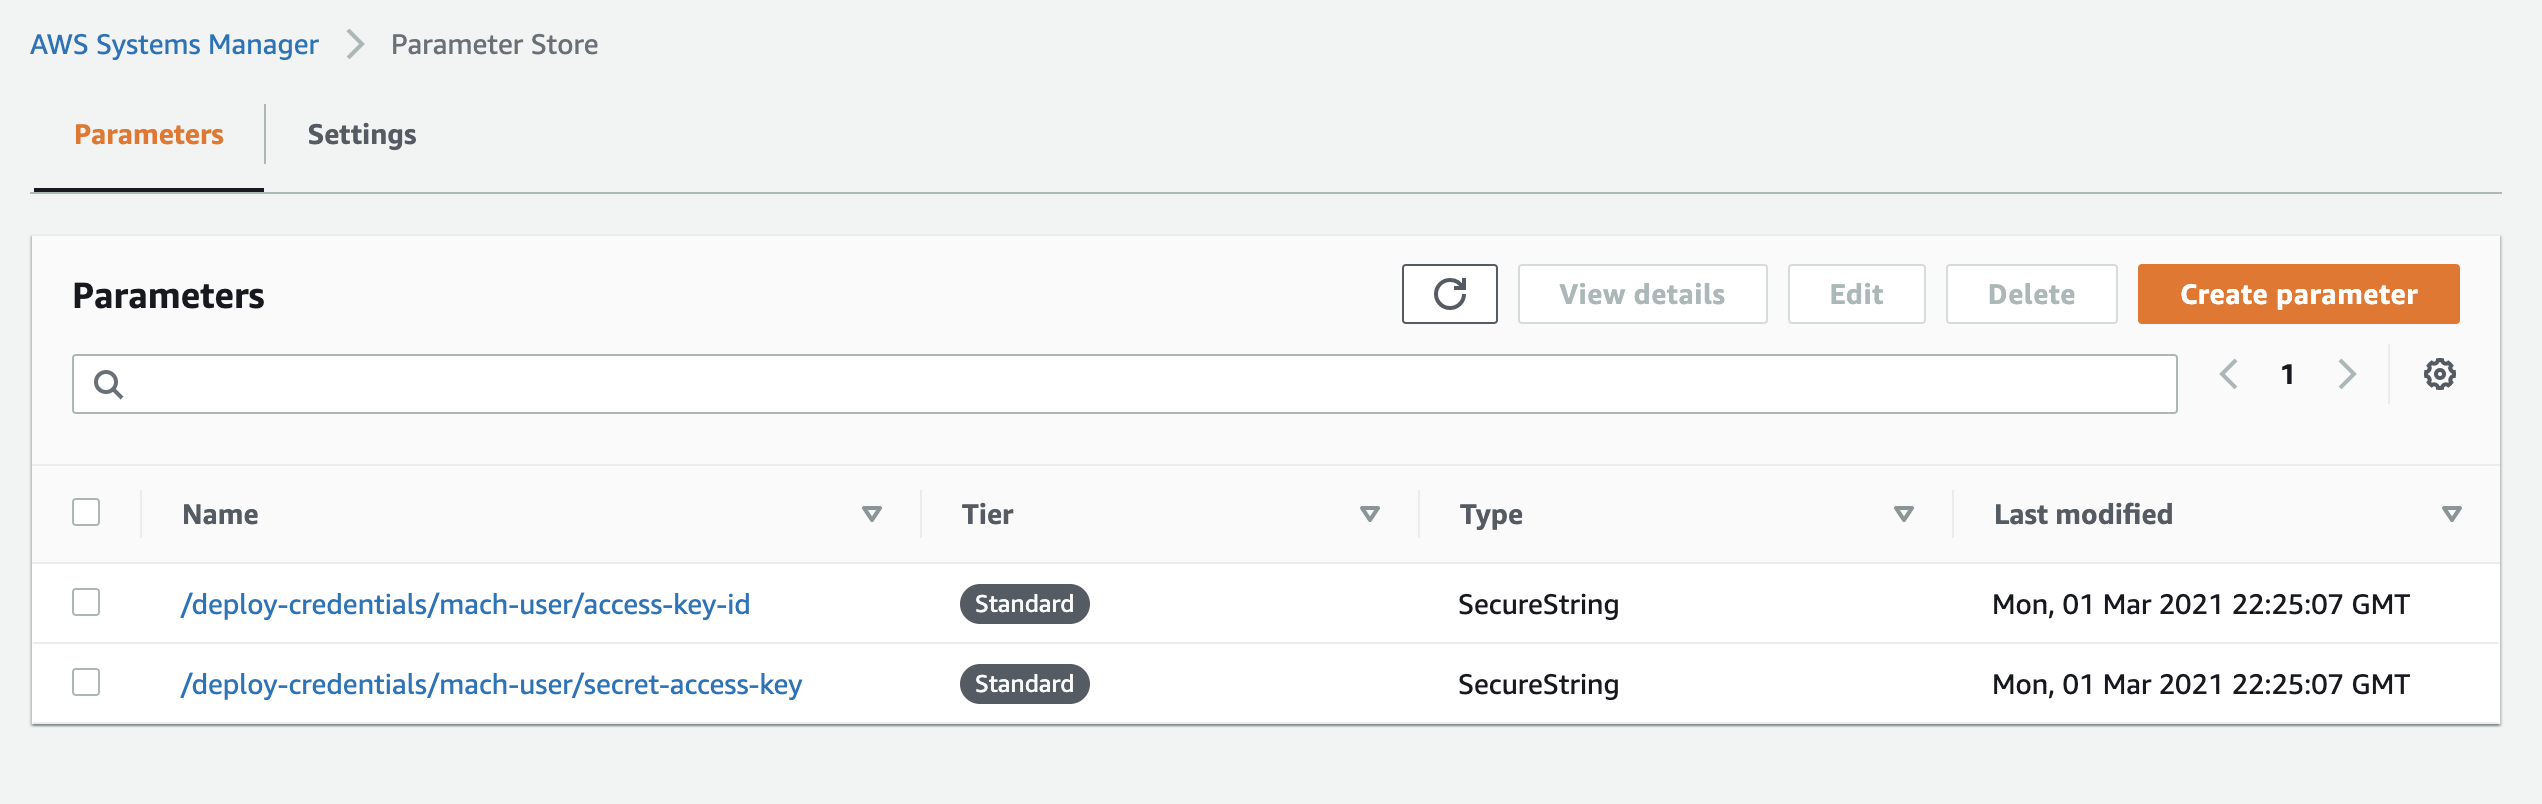 AWS Systems Manager > Parameter Store
Parameters Settings
Parameters View details Edit Delete Create parameter
1
Name Tier Type Last modified
/deploy-credentials/mach-user/access-key-id Standard SecureString Mon, 01 Mar 2021 22:25:07 GMT
/deploy-credentials/mach-user/secret-access-key Standard SecureString Mon, 01 Mar 2021 22:25:07 GMT